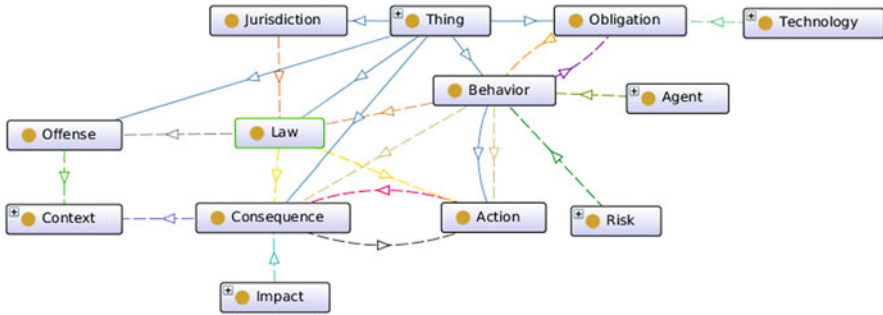 Jurisdiction
Thing
Obligation
Technology
Behavior
Agent
Offense
Law
Context
Consequence
Action
Risk
Impact